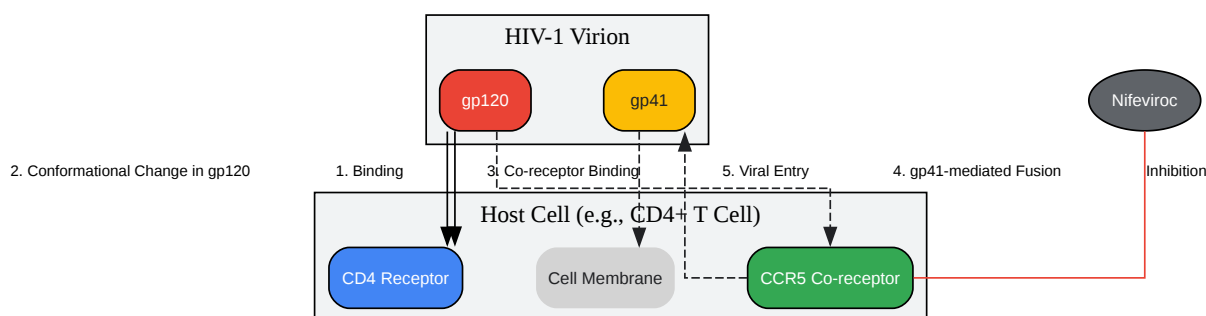 HIV-1 Virion
gp120
gp41
Nifeviroc
2. Conformational Change in gp120
1. Binding
3. Co-receptor Binding
5. Viral Entry
4. gp41-mediated Fusion
Inhibition
Host Cell (e.g., CD4+ T Cell)
CD4 Receptor
Cell Membrane
CCR5 Co-receptor